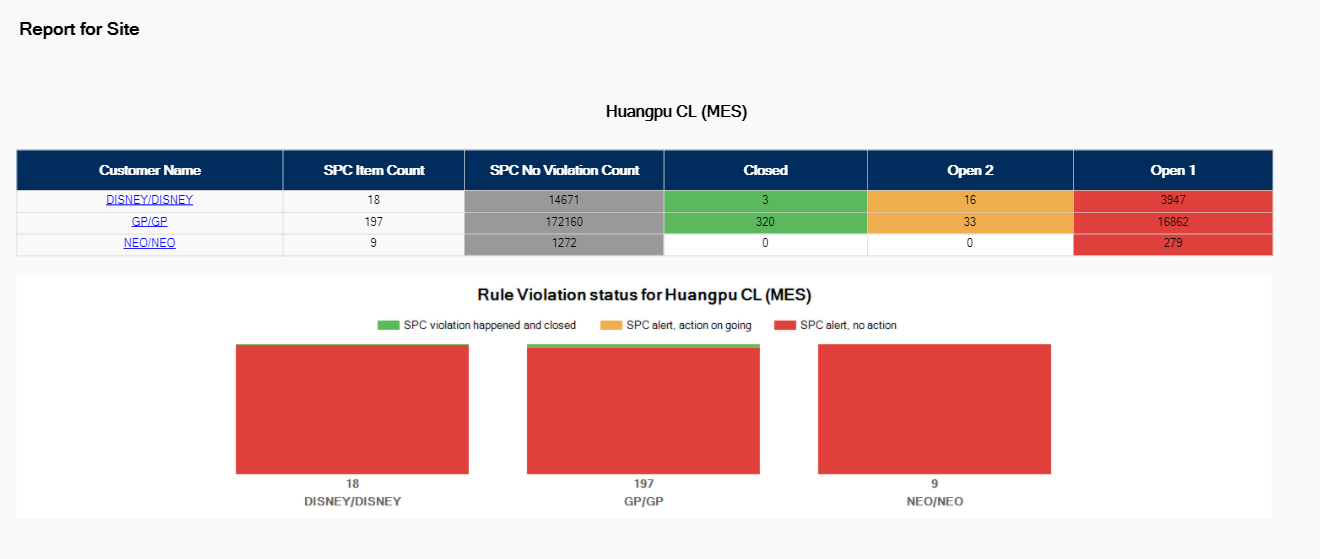 Report for Site
Huangpu CL (MES)
Customer Name SPC Item Count SPC No Violation Count Closed Open 2 Open 1
DISNEY/DISNEY 18 14671 3 16 3947
GP/GP 197 172160 320 33 16862
NEO/NEO 9 1272 0 0 279
Rule Violation status for Huangpu CL (MES)
SPC violation happened and closed SPC alert, action on going SPC alert, no action
18 197 9
DISNEY/DISNEY GP/GP NEO/NEO